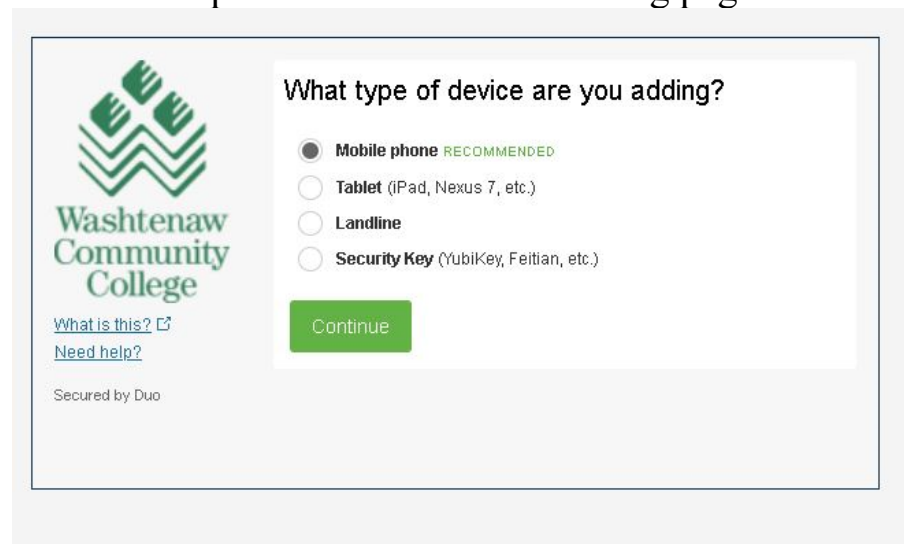 What type of device are you adding?
Mobile phone RECOMMENDED
Tablet (iPad, Nexus 7, etc.)
Landline
Security Key (YubiKey, Feitian, etc.)
Continue
Washtenaw
Community
College
What is this?
Need help?
Secured by Duo